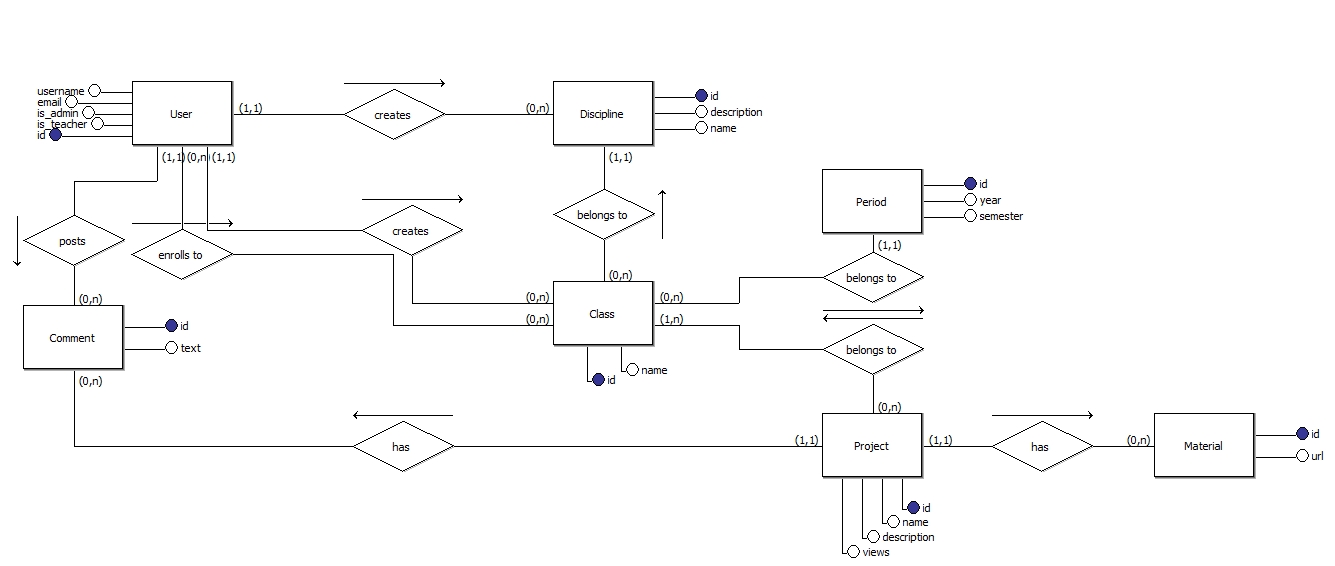 username
email
is_admin
is_teacher
id
User
(1,1)
creates
(0,n)
Discipline
id
description
name
(1,1)
(0,n)
(1,1)
(1,1)
posts
enrolls to
creates
belongs to
Period
id
year
semester
(1,1)
belongs to
(0,n)
Comment
id
text
(0,n)
(0,n)
(0,n)
(0,n)
Class
(0,n)
(1,n)
id
name
belongs to
(0,n)
(0,n)
has
(1,1)
Project
(1,1)
has
(0,n)
Material
id
url
id
name
description
views